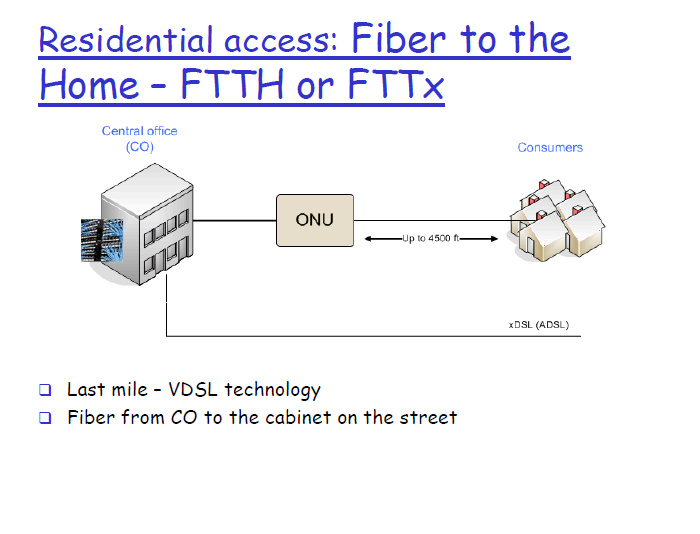 Residential access: Fiber to the
Home – FTTH or FTTx
Central office
(CO)
Consumers
ONU
Up to 4500 ft
xDSL (ADSL)
Last mile – VDSL technology
Fiber from CO to the cabinet on the street